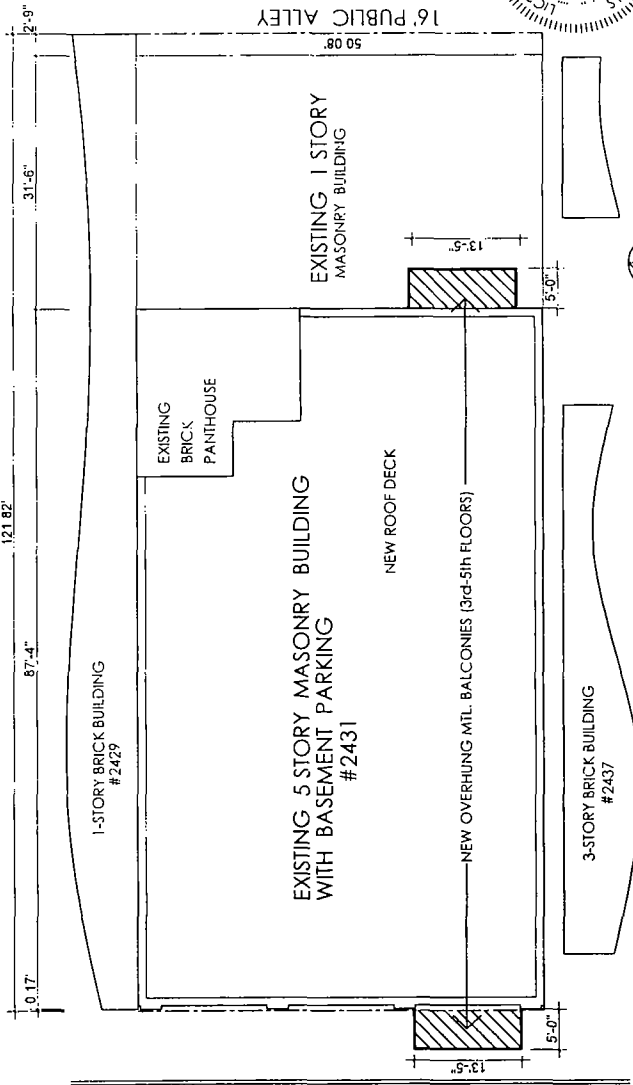 121 82'
0.17'
87'-4"
31'-6"
2'-9"
1-STORY BRICK BUILDING
#2429
EXISTING
BRICK
PANTHOUSE
EXISTING 1 STORY
MASONRY BUILDING
50 08'
16' PUBLIC ALLEY
EXISTING 5 STORY MASONRY BUILDING
WITH BASEMENT PARKING
#2431
NEW ROOF DECK
13'-5"
5'-0"
NEW OVERHUNG MTL. BALCONIES (3rd-5th FLOORS)
13'-5"
5'-0"
3-STORY BRICK BUILDING
#2437